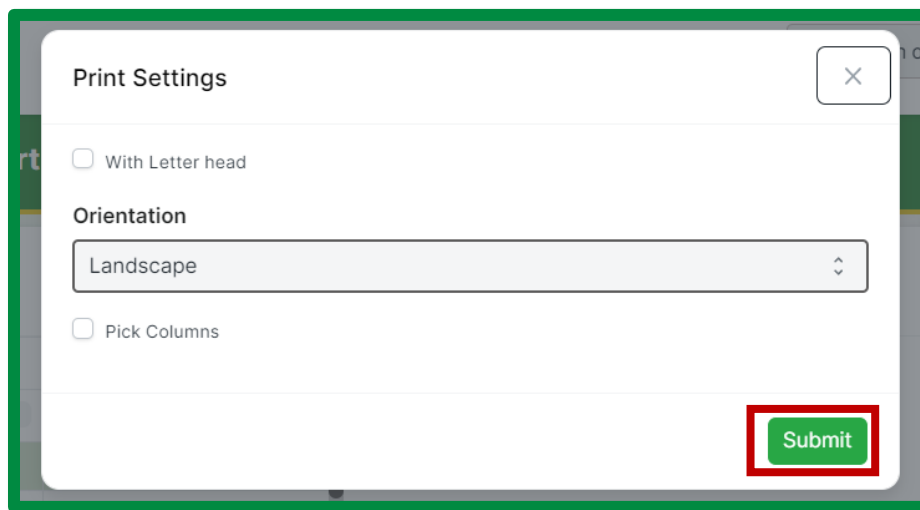 Print Settings
With Letter head
Orientation
Landscape
Pick Columns
Submit